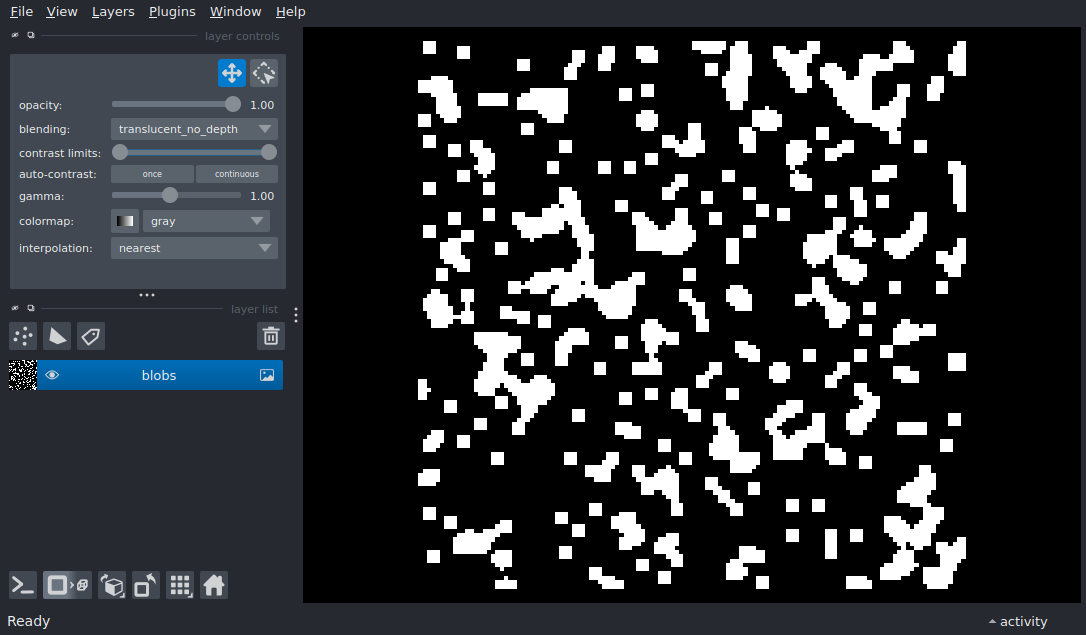 File View Layers Plugins Window Help
layer controls
opacity: 1.00
blending: translucent_no_depth
contrast limits:
auto-contrast: once continuous
gamma: 1.00
colormap: gray
interpolation: nearest
layer list
blobs
Ready
activity